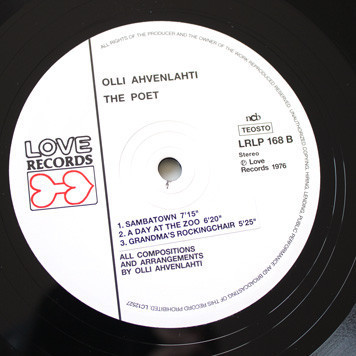 ALL RIGHTS OF THE PRODUCER AND THE OWNER OF THE WORK REPRODUCED RESERVED. UNAUTHORIZED COPYING, HIRING, LENDING, PUBLIC PERFORMANCE AND BROADCASTING OF THIS RECORD PROHIBITED. LC12527
OLLI AHVENLAHTI
THE POET
ncb
TEOSTO
LRLP 168 B
Stereo
℗ Love
Records 1976
LOVE
RECORDS
1. SAMBATOWN 7'15"
2. A DAY AT THE ZOO 6'20"
3. GRANDMA'S ROCKINGCHAIR 5'25"
ALL COMPOSITIONS
AND ARRANGEMENTS
BY OLLI AHVENLAHTI